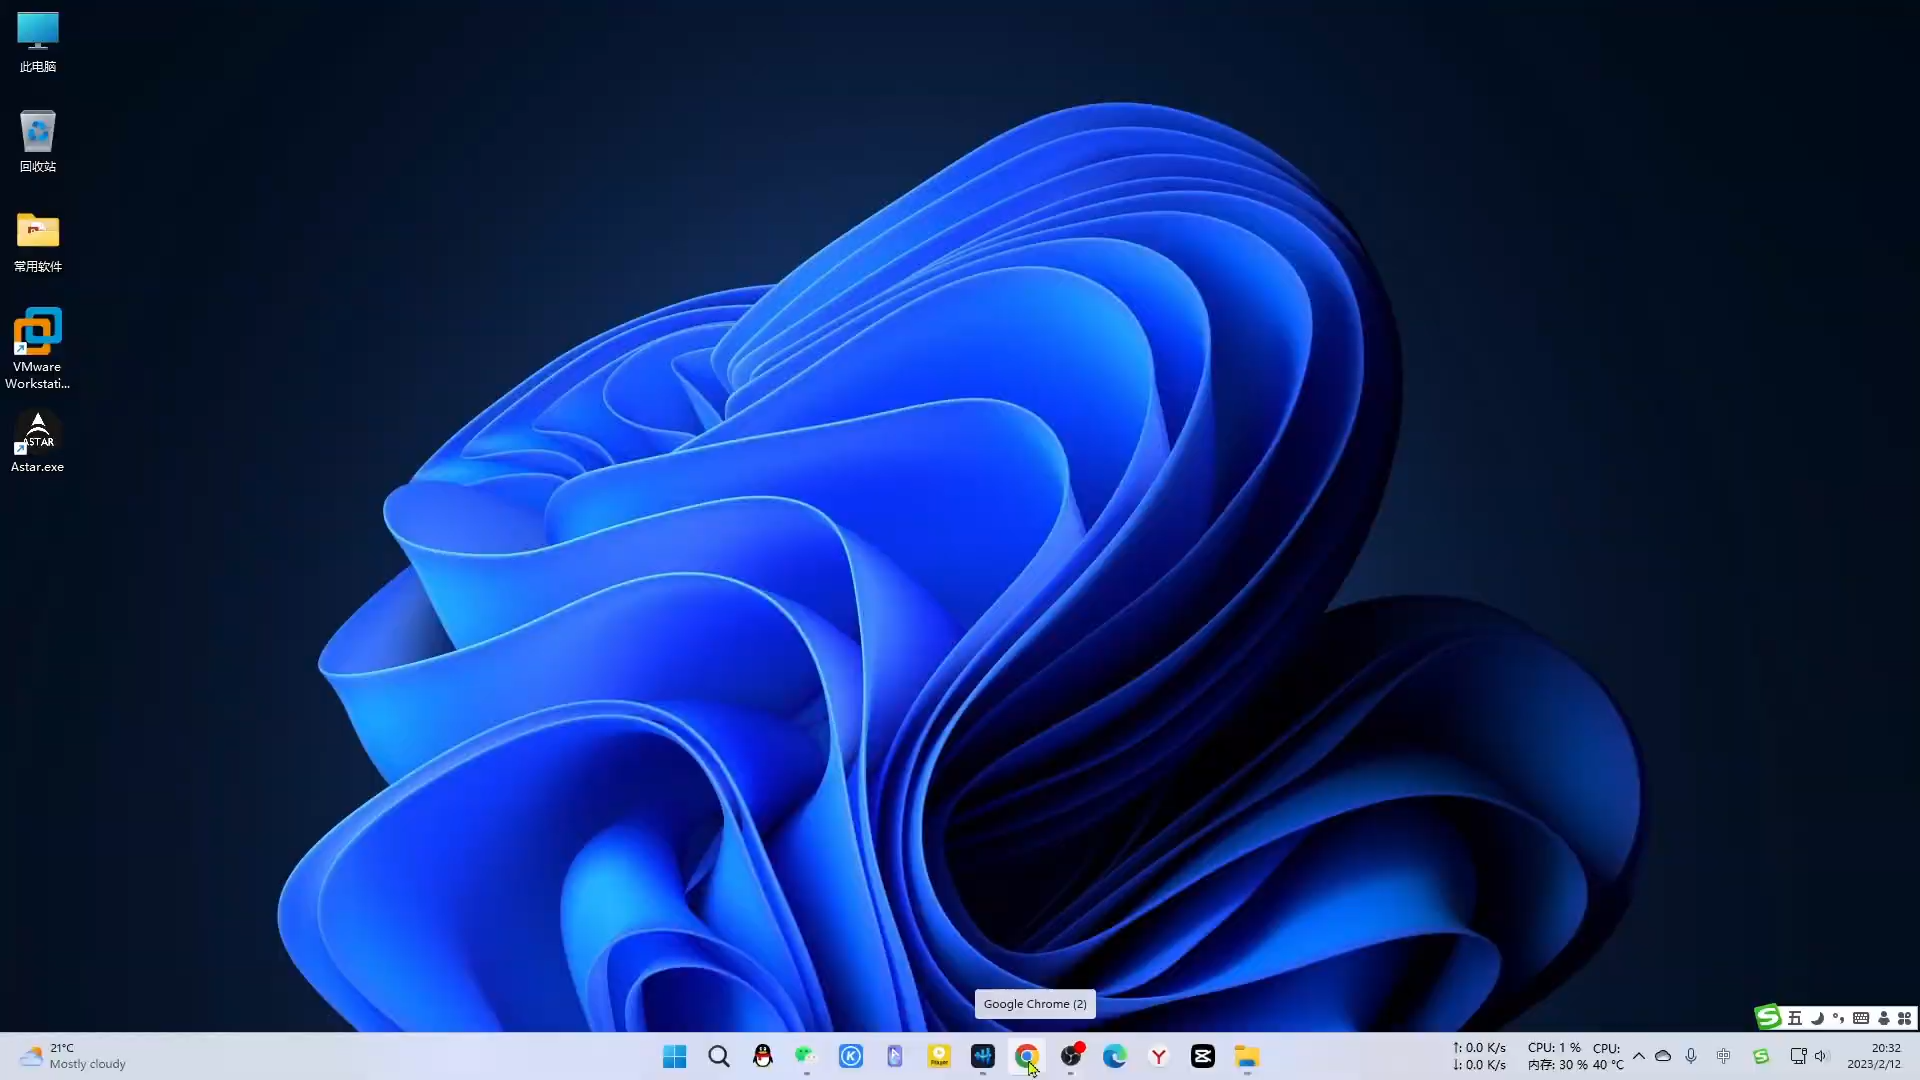 此电脑
回收站
常用软件
VMware
Workstati...
ASTAR
Astar.exe
Google Chrome (2)
五
21°C
Mostly cloudy
Player
↑: 0.0 K/s
↓: 0.0 K/s
CPU: 1 %
内存: 30 %
CPU:
40 °C
中
20:32
2023/2/12